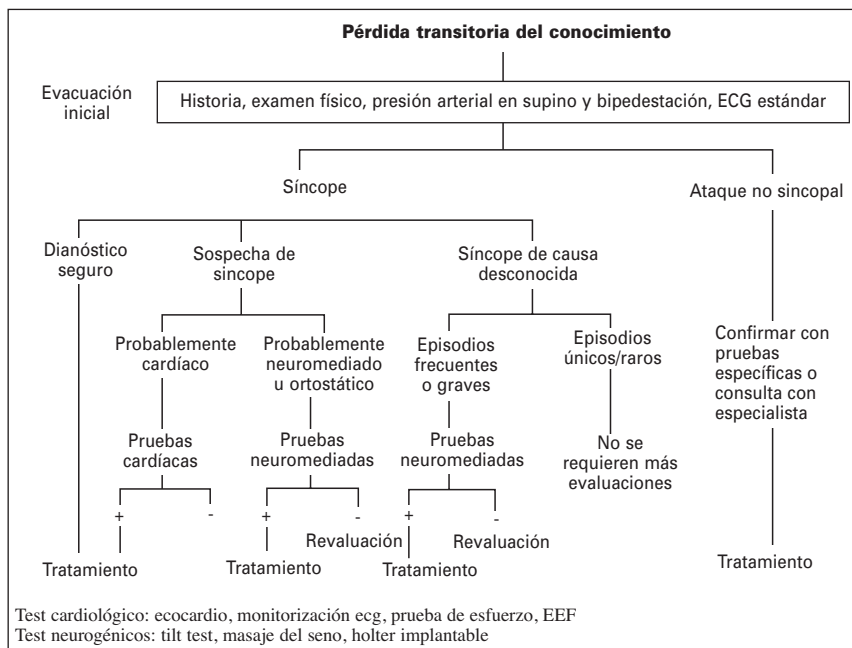 Pérdida transitoria del conocimiento
Evacuación
inicial
Historia, examen físico, presión arterial en supino y bipedestación, ECG estándar
Síncope
Ataque no sincopal
Dianóstico
seguro
Sospecha de
sincope
Síncope de causa
desconocida
Probablemente
cardíaco
Probablemente
neuromediado
u ortostático
Episodios
frecuentes
o graves
Episodios
únicos/raros
Confirmar con
pruebas
específicas o
consulta con
especialista
Pruebas
cardíacas
Pruebas
neuromediadas
Pruebas
neuromediadas
No se
requieren más
evaluaciones
+ - + - + -
Revaluación
Revaluación
Tratamiento
Tratamiento
Tratamiento
Tratamiento
Test cardiológico: ecocardio, monitorización ecg, prueba de esfuerzo, EEF
Test neurogénicos: tilt test, masaje del seno, holter implantable